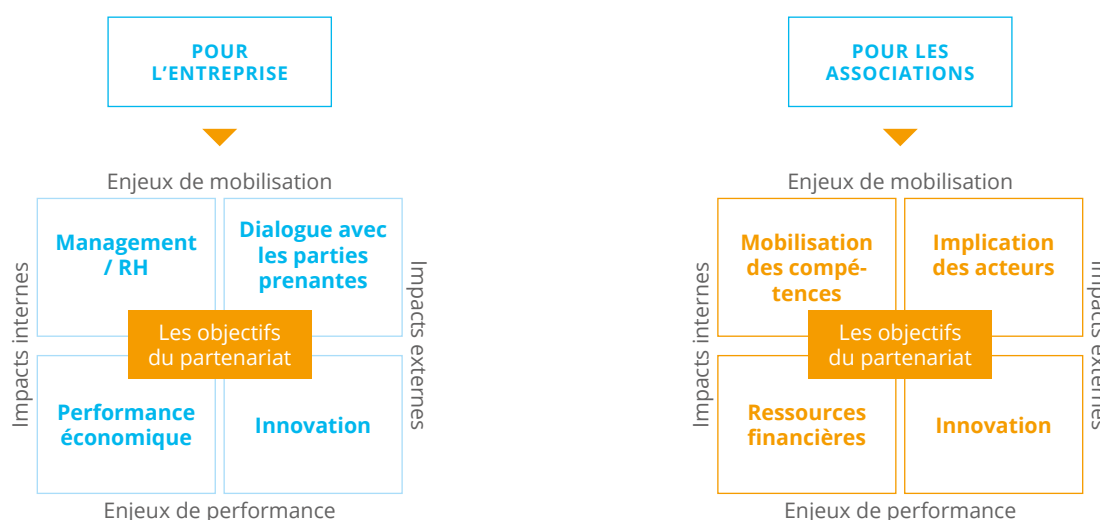 POUR
L'ENTREPRISE
Enjeux de mobilisation
Impacts internes
Management
/ RH
Dialogue avec
les parties
prenantes
Impacts externes
Les objectifs
du partenariat
Performance
économique
Innovation
Enjeux de performance
POUR LES
ASSOCIATIONS
Enjeux de mobilisation
Impacts internes
Mobilisation
des compé-
tences
Implication
des acteurs
Impacts externes
Les objectifs
du partenariat
Ressources
financières
Innovation
Enjeux de performance